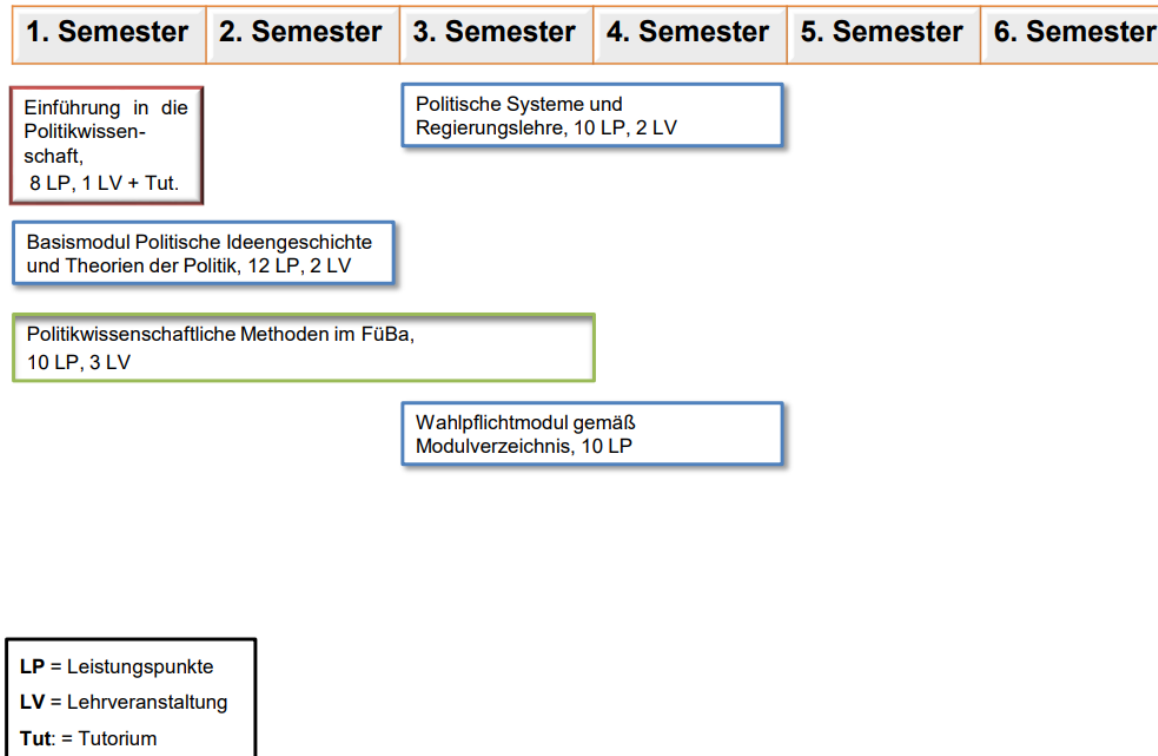 1. Semester 2. Semester 3. Semester 4. Semester 5. Semester 6. Semester
Einführung in die
Politikwissen-
schaft,
8 LP, 1 LV + Tut.
Politische Systeme und
Regierungslehre, 10 LP, 2 LV
Basismodul Politische Ideengeschichte
und Theorien der Politik, 12 LP, 2 LV
Politikwissenschaftliche Methoden im FüBa,
10 LP, 3 LV
Wahlpflichtmodul gemäß
Modulverzeichnis, 10 LP
LP = Leistungspunkte
LV = Lehrveranstaltung
Tut: = Tutorium